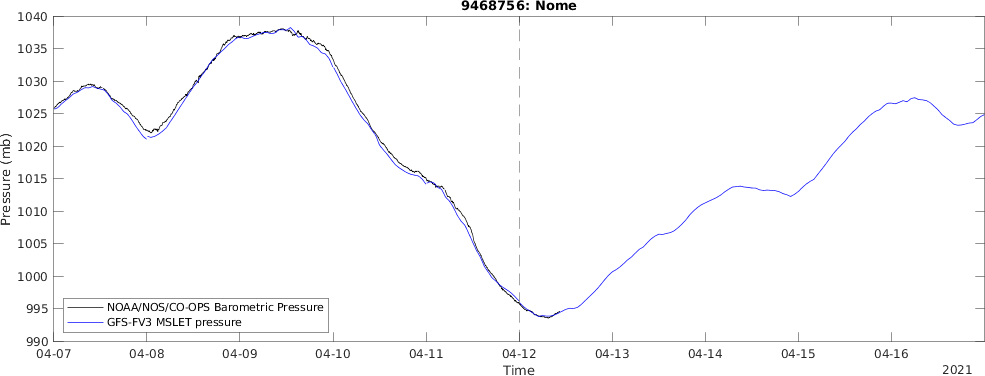 9468756: Nome
1040
1035
1030
1025
1020
1015
1010
1005
1000
995
990
Pressure (mb)
NOAA/NOS/CO-OPS Barometric Pressure
GFS-FV3 MSLET pressure
04-07 04-08 04-09 04-10 04-11 04-12 04-13 04-14 04-15 04-16
Time
2021